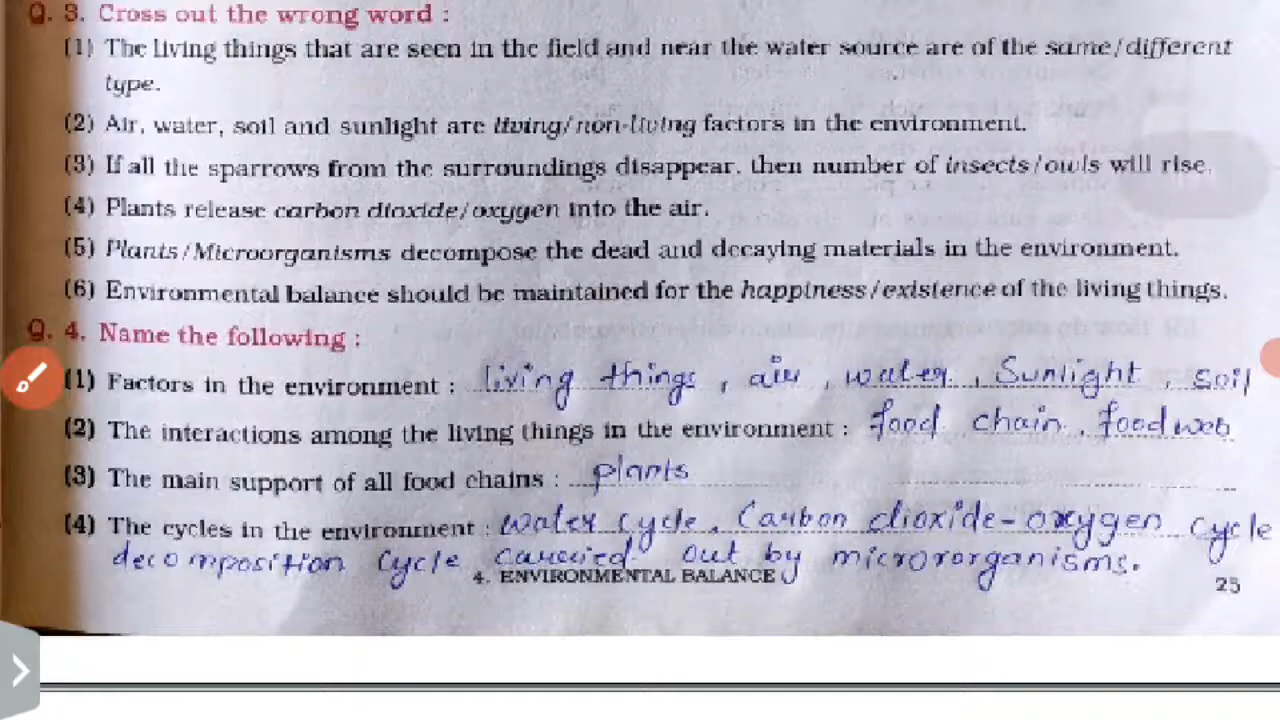 Q. 3. Cross out the wrong word :
(1) The living things that are seen in the field and near the water source are of the same/different
type.
(2) Air, water, soil and sunlight are living/non-living factors in the environment.
(3) If all the sparrows from the surroundings disappear, then number of insects/owls will rise.
(4) Plants release carbon dioxide/oxygen into the air.
(5) Plants/Microorganisms decompose the dead and decaying materials in the environment.
(6) Environmental balance should be maintained for the happiness/existence of the living things.
Q. 4. Name the following :
(1) Factors in the environment : living things, air, water, Sunlight, soil
(2) The interactions among the living things in the environment : food chain, food web
(3) The main support of all food chains : plants
(4) The cycles in the environment : water cycle, Carbon dioxide-oxygen cycle
decomposition cycle carried out by micrororganisms.
4. ENVIRONMENTAL BALANCE
25